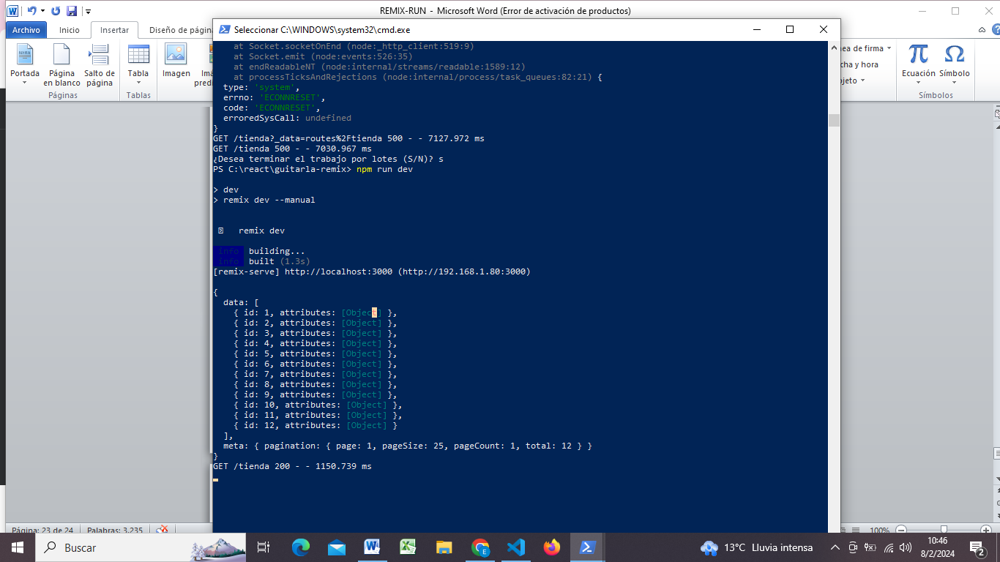 REMIX-RUN - Microsoft Word (Error de activación de productos)
Archivo Inicio Insertar Diseño de págin
Seleccionar C:\WINDOWS\system32\cmd.exe
Portada
Página en blanco
Salto de página
Tabla
Imagen
Páginas
Tablas
Ecuación
Símbolo
Símbolos
at Socket.socketOnEnd (node:_http_client:519:9)
at Socket.emit (node:events:526:35)
at endReadableNT (node:internal/streams/readable:1589:12)
at processTicksAndRejections (node:internal/process/task_queues:82:21) {
type: 'system',
errno: 'ECONNRESET',
code: 'ECONNRESET',
erroredSysCall: undefined
}
GET /tienda?_data=routes%2Ftienda 500 - - 7127.972 ms
GET /tienda 500 - - 7030.967 ms
¿Desea terminar el trabajo por lotes (S/N)? s
PS C:\react\guitarla-remix> npm run dev
> dev
> remix dev --manual
remix dev
info building...
info built (1.3s)
[remix-serve] http://localhost:3000 (http://192.168.1.80:3000)
{
data: [
{ id: 1, attributes: [Object] },
{ id: 2, attributes: [Object] },
{ id: 3, attributes: [Object] },
{ id: 4, attributes: [Object] },
{ id: 5, attributes: [Object] },
{ id: 6, attributes: [Object] },
{ id: 7, attributes: [Object] },
{ id: 8, attributes: [Object] },
{ id: 9, attributes: [Object] },
{ id: 10, attributes: [Object] },
{ id: 11, attributes: [Object] },
{ id: 12, attributes: [Object] }
],
meta: { pagination: { page: 1, pageSize: 25, pageCount: 1, total: 12 } }
}
GET /tienda 200 - - 1150.739 ms
Página: 23 de 24 Palabras: 3.235
100%
Buscar
13°C Lluvia intensa
10:46
8/2/2024
2